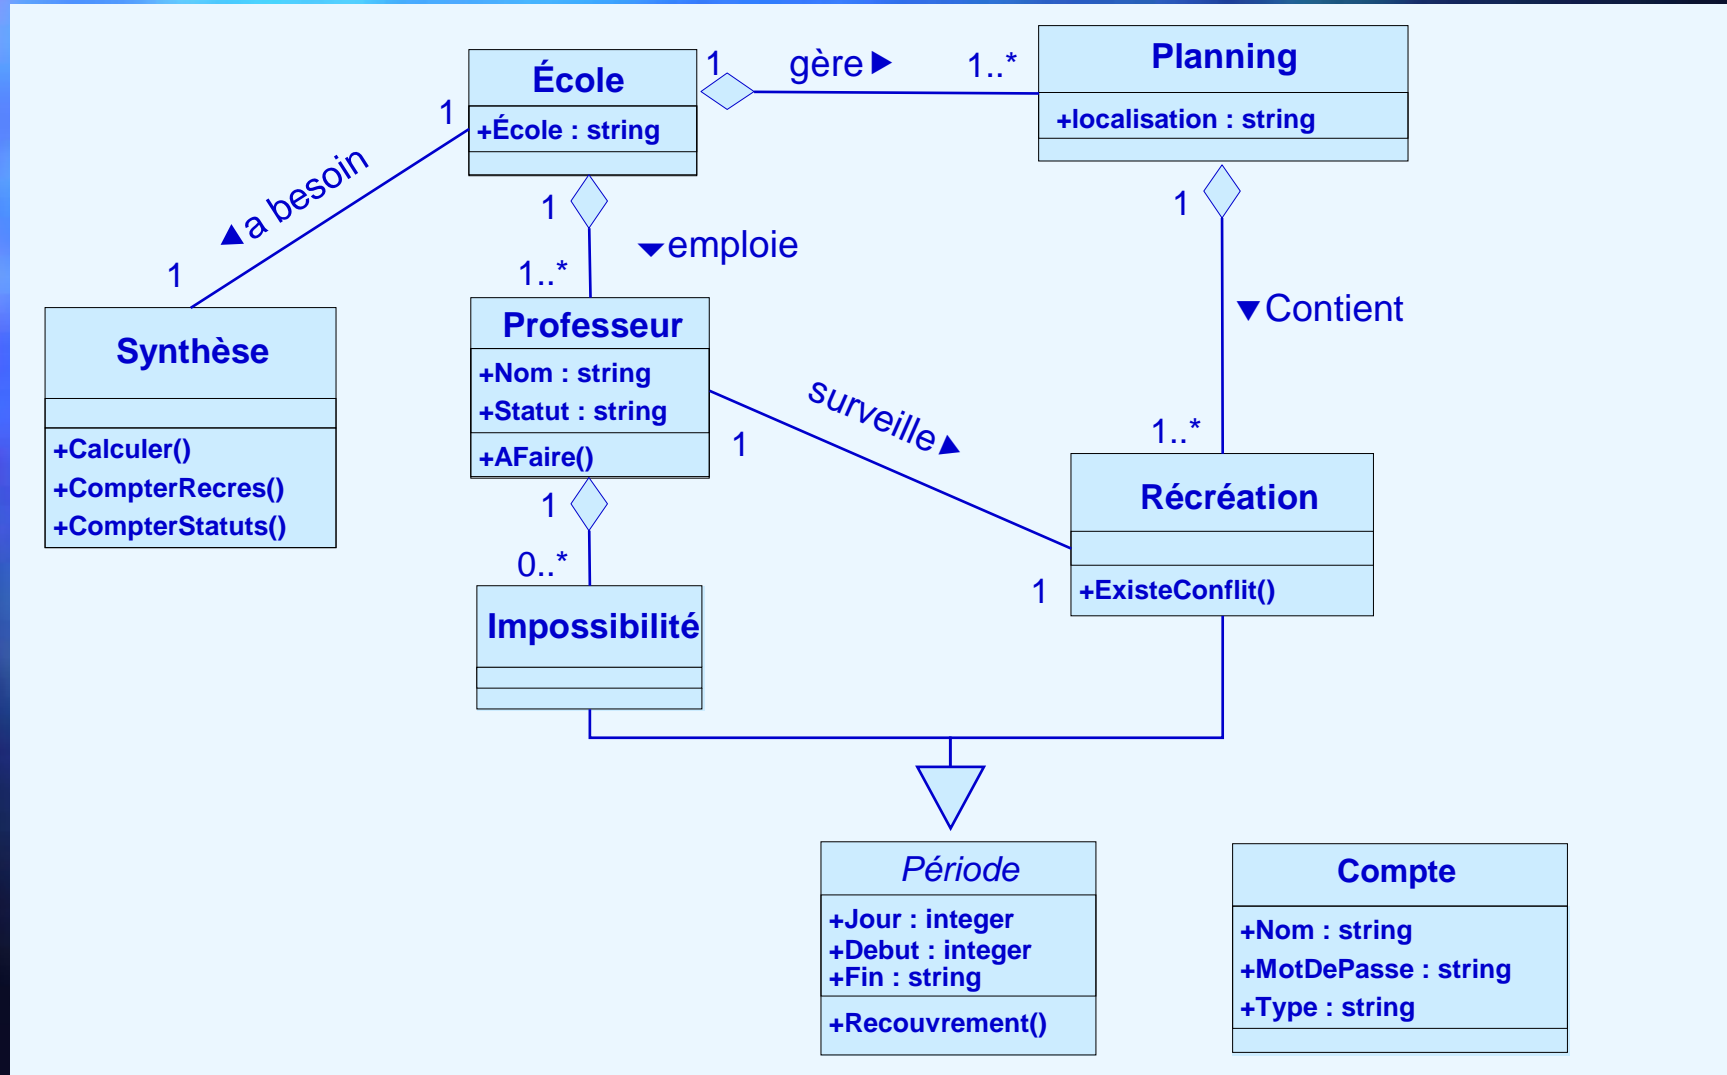 École
+École : string
1
gère
1..*
Planning
+localisation : string
1
a besoin
1
1
emploie
1..*
1
Contient
1..*
Synthèse
+Calculer()
+CompterRecres()
+CompterStatuts()
Professeur
+Nom : string
+Statut : string
+AFaire()
1
surveille
1
Récréation
+ExisteConflit()
1
0..*
Impossibilité
Période
+Jour : integer
+Debut : integer
+Fin : string
+Recouvrement()
Compte
+Nom : string
+MotDePasse : string
+Type : string